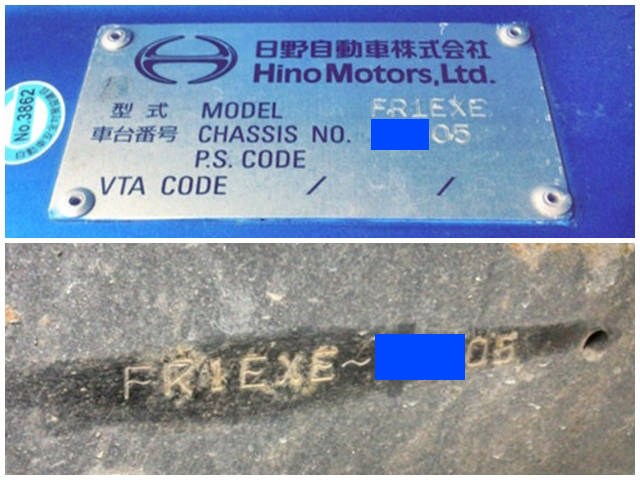 日野自動車株式会社
Hino Motors, Ltd.
型式 MODEL FR1EXE
車台番号 CHASSIS NO. 05
P.S. CODE
VTA CODE / /
No.3862
FR1EXE~ 05